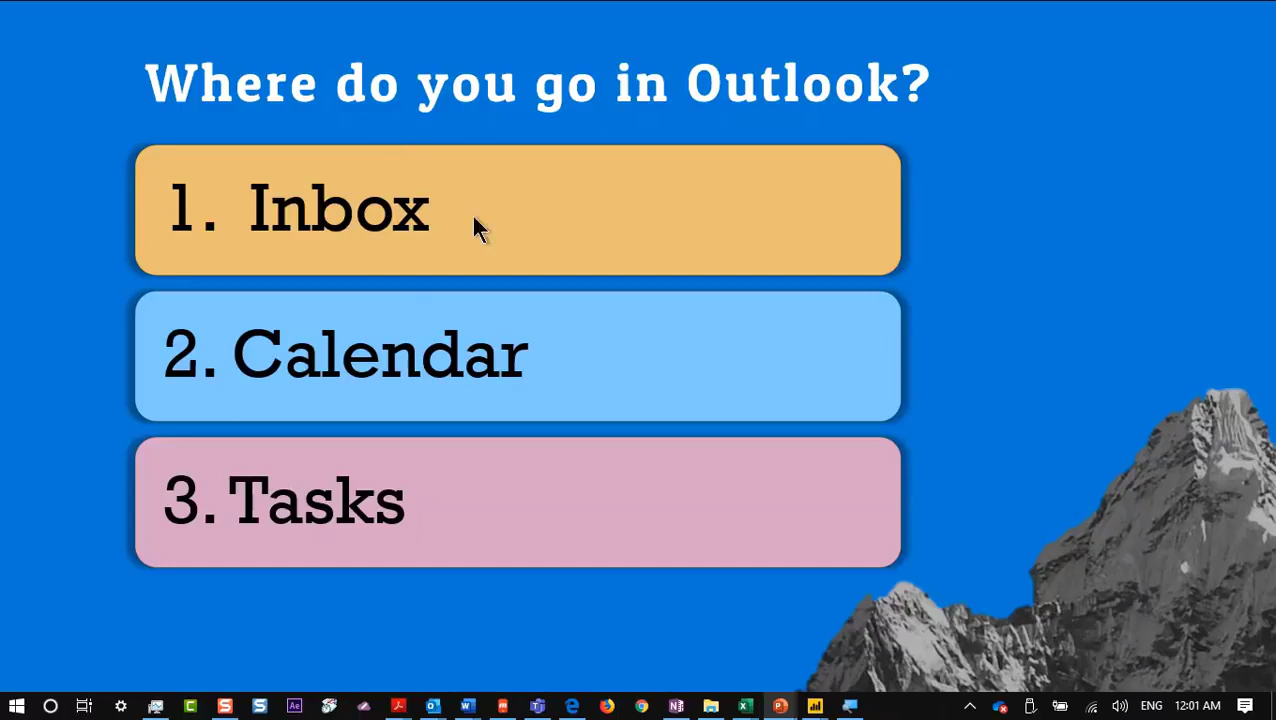 Where do you go in Outlook?
1. Inbox
2. Calendar
3. Tasks
ENG 12:01 AM